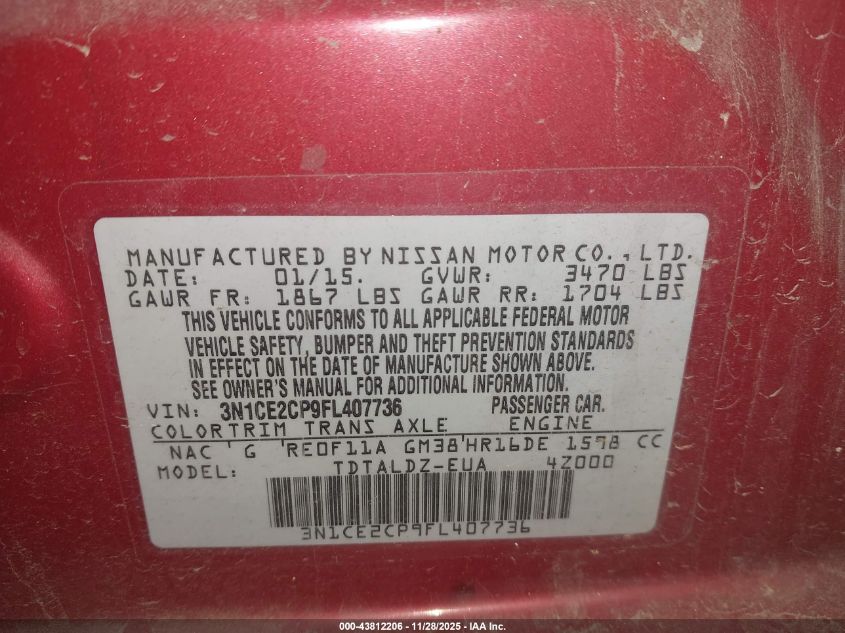 MANUFACTURED BY NISSAN MOTOR CO., LTD.
DATE: 01/15. GVWR: 3470 LBS
GAWR FR: 1867 LBS GAWR RR: 1704 LBS
THIS VEHICLE CONFORMS TO ALL APPLICABLE FEDERAL MOTOR
VEHICLE SAFETY, BUMPER AND THEFT PREVENTION STANDARDS
IN EFFECT ON THE DATE OF MANUFACTURE SHOWN ABOVE.
SEE OWNER'S MANUAL FOR ADDITIONAL INFORMATION.
VIN: 3N1CE2CP9FL407736 PASSENGER CAR.
COLOR TRIM TRANS AXLE ENGINE
NAC G RE0F11A GM38 HR16DE 1598 CC
MODEL: TDTALDZ-EUA 4Z000
3N1CE2CP9FL407736
000-43812206 - 11/28/2025 - IAA Inc.